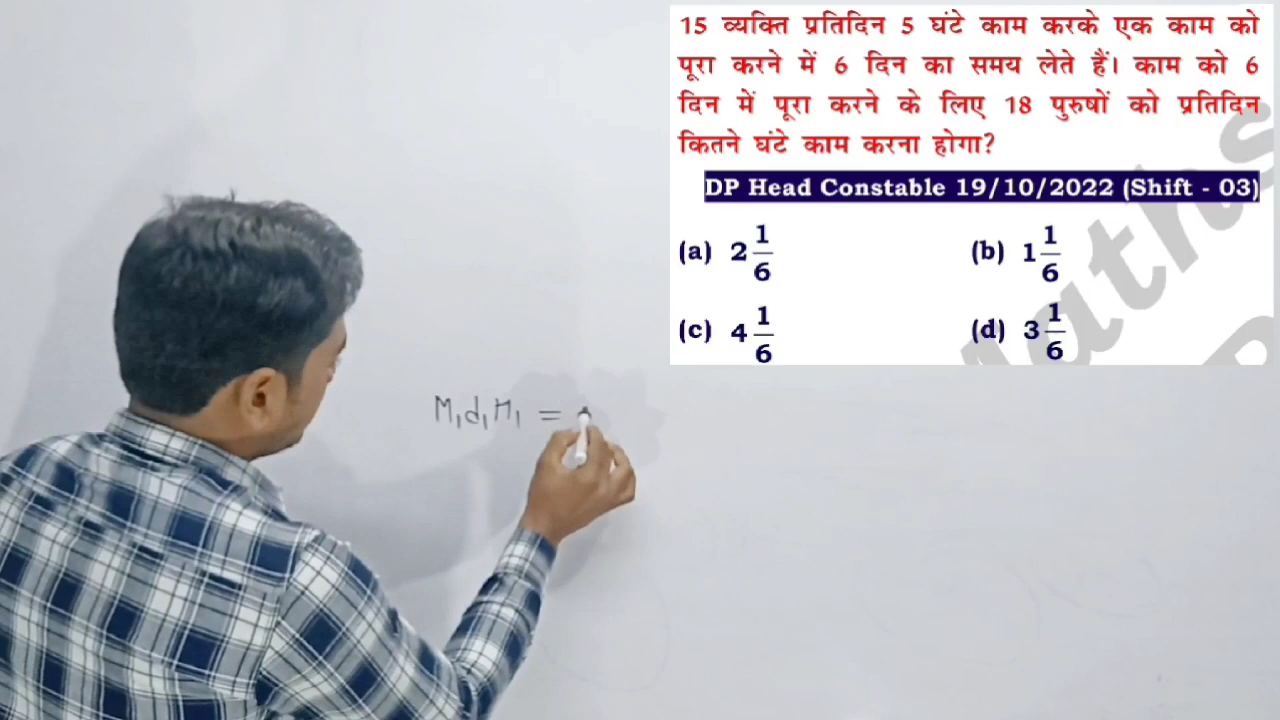 15 व्यक्ति प्रतिदिन 5 घंटे काम करके एक काम को
पूरा करने में 6 दिन का समय लेते हैं। काम को 6
दिन में पूरा करने के लिए 18 पुरुषों को प्रतिदिन
कितने घंटे काम करना होगा?
DP Head Constable 19/10/2022 (Shift - 03)
(a) 2 1/6 (b) 1 1/6
(c) 4 1/6 (d) 3 1/6
Maths
M₁d₁H₁ =